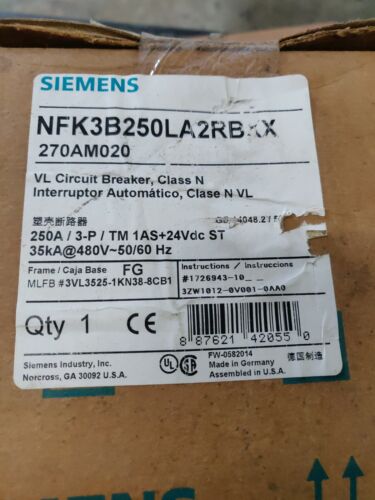 SIEMENS
NFK3B250LA2RBXX
270AM020
VL Circuit Breaker, Class N
Interruptor Automático, Clase N VL
塑壳断路器
250A / 3-P / TM 1AS+24Vdc ST
35kA@480V~50/60 Hz
Frame / Caja Base FG
MLFB #3VL3525-1KN38-8CB1
Instructions / Instrucciones
#1726943-10
3ZW1012-0VO01-0AA0
Qty 1 CE
8 87621 42055 0
Siemens Industry, Inc.
Norcross, GA 30092 U.S.A.
UL
FW-0582014
Made in Germany
Assembled in U.S.A.
德国制造